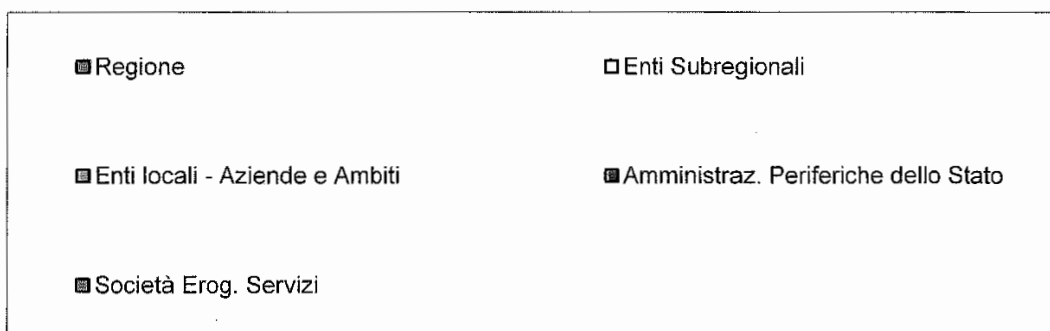 Regione
Enti Subregionali
Enti locali - Aziende e Ambiti
Amministraz. Periferiche dello Stato
Società Erog. Servizi